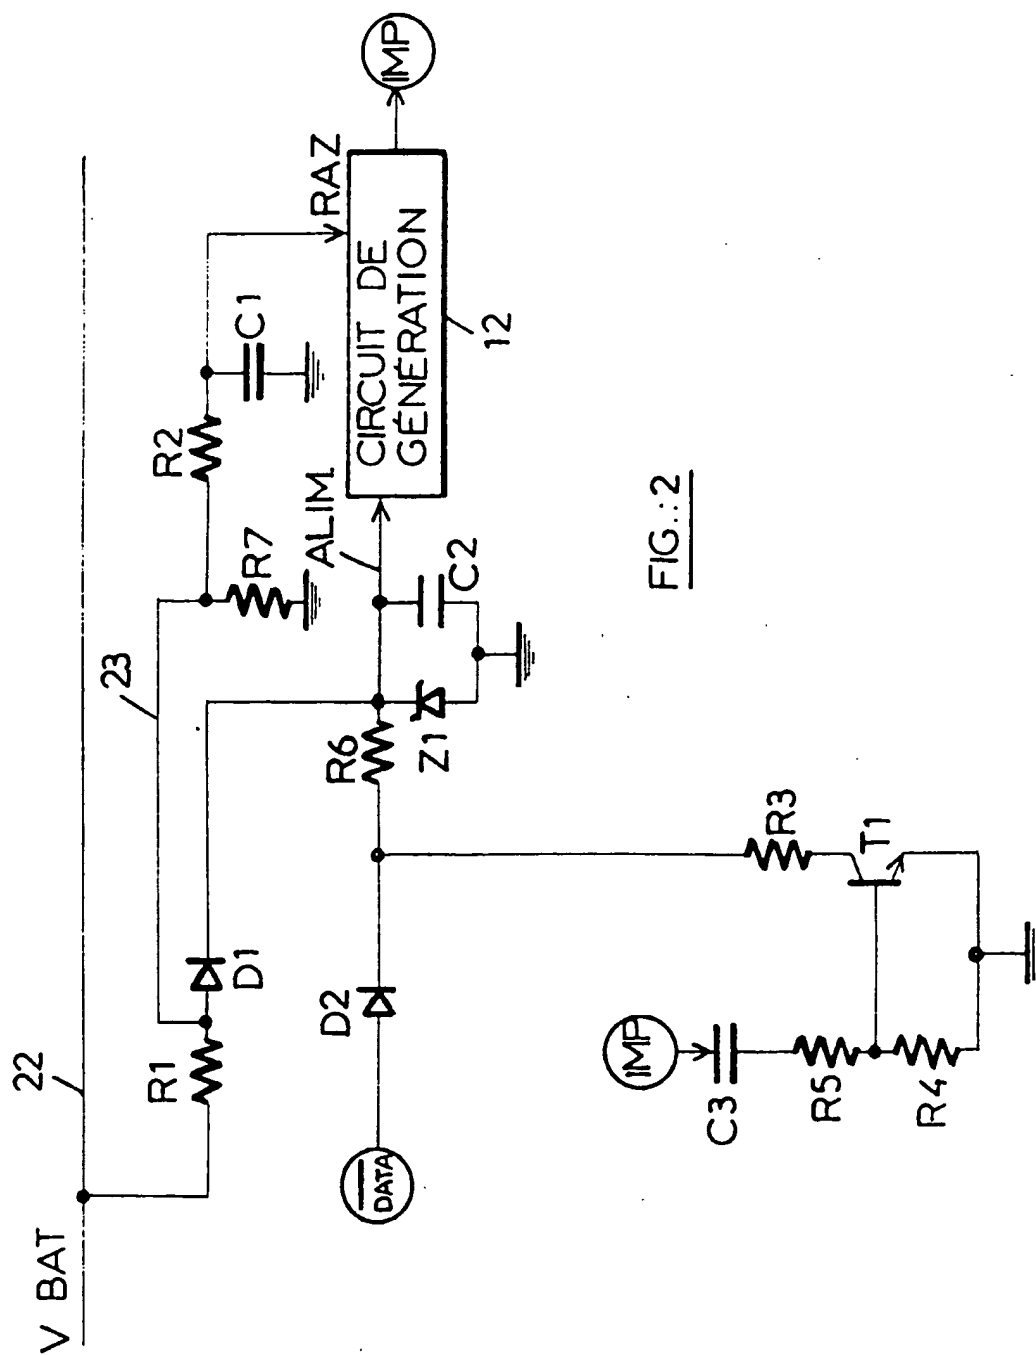 V BAT
22
R1
D1
23
R7
R2
C1
RAZ
DATA
D2
R6
Z1
C2
ALIM.
CIRCUIT DE
GÉNÉRATION
12
IMP
IMP
C3
R5
R4
T1
R3
FIG.:2